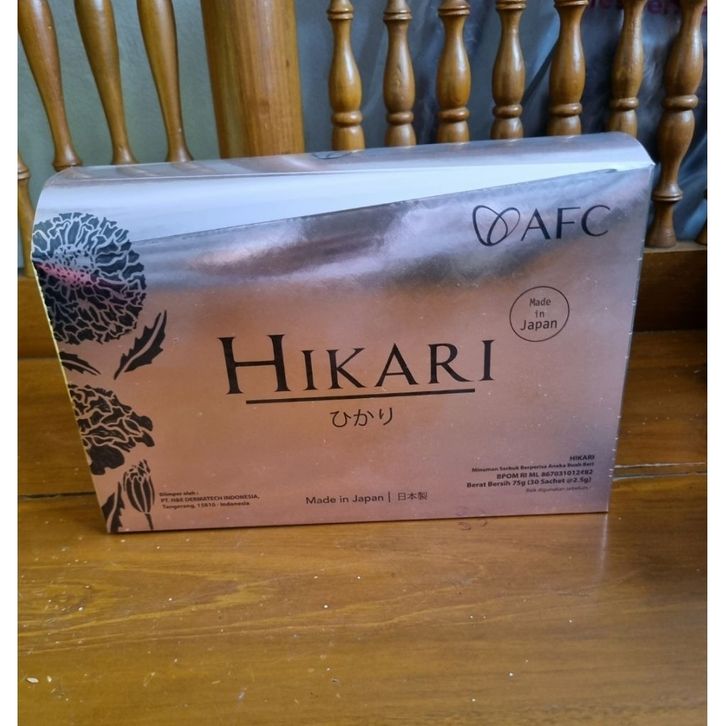 AFC
Made
in
Japan
HIKARI
ひかり
Diimpor oleh :
PT. H&E DERMATECH INDONESIA,
Tangerang, 15810 - Indonesia
Made in Japan | 日本製
HIKARI
Minuman Serbuk Berperisa Aneka Buah Beri
BPOM RI ML 867031012482
Berat Bersih 75g (30 Sachet @2.5g)